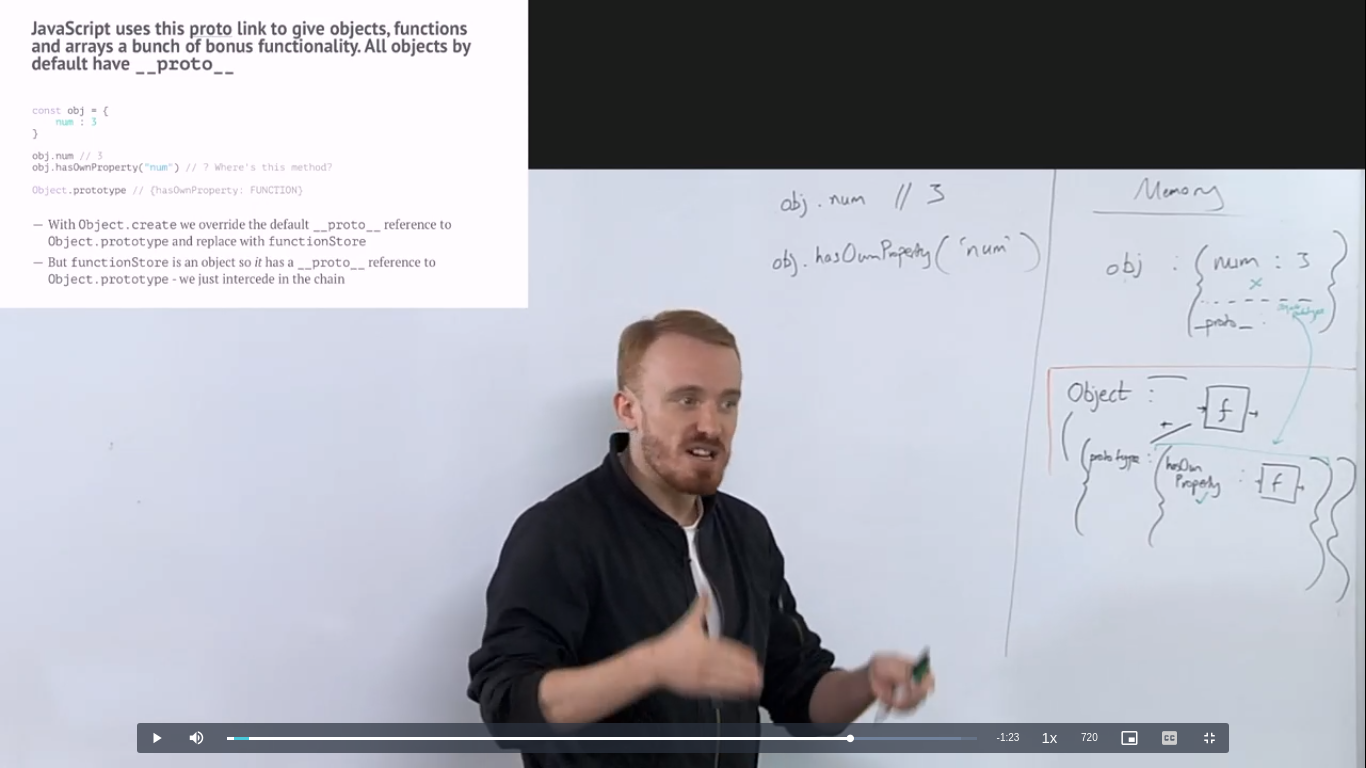 JavaScript uses this proto link to give objects, functions
and arrays a bunch of bonus functionality. All objects by
default have __proto__
const obj = {
num : 3
}
obj.num // 3
obj.hasOwnProperty("num") // ? Where's this method?
Object.prototype // {hasOwnProperty: FUNCTION}
— With Object.create we override the default __proto__ reference to
Object.prototype and replace with functionStore
— But functionStore is an object so it has a __proto__ reference to
Object.prototype - we just intercede in the chain
obj.num // 3
obj.hasOwnProperty('num')
Memory
obj : { num : 3 }
__proto__ :
Object :
f
{ prototype : { hasOwn
Property : f } }
-1:23
1x
720
CC